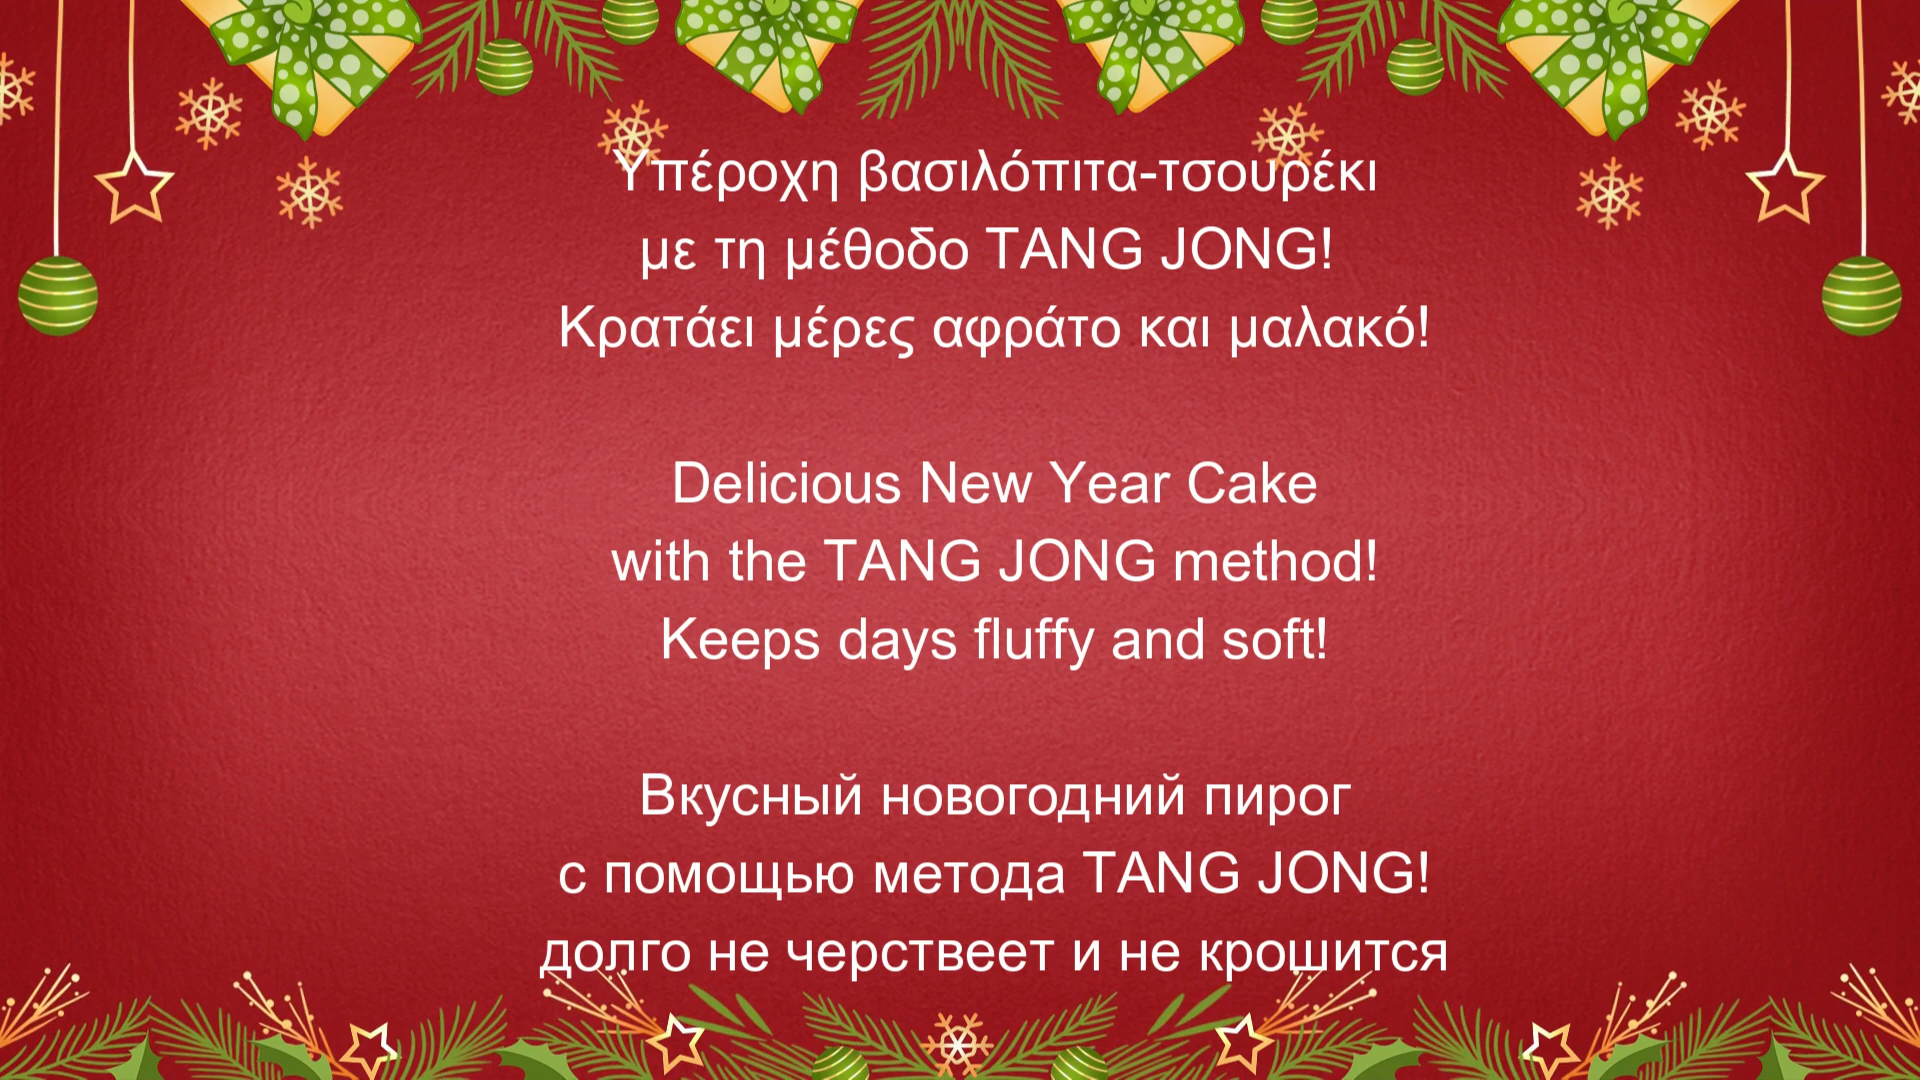 Υπέροχη βασιλόπιτα-τσουρέκι
με τη μέθοδο TANG JONG!
Κρατάει μέρες αφράτο και μαλακό!
Delicious New Year Cake
with the TANG JONG method!
Keeps days fluffy and soft!
Вкусный новогодний пирог
с помощью метода TANG JONG!
долго не черствеет и не крошится